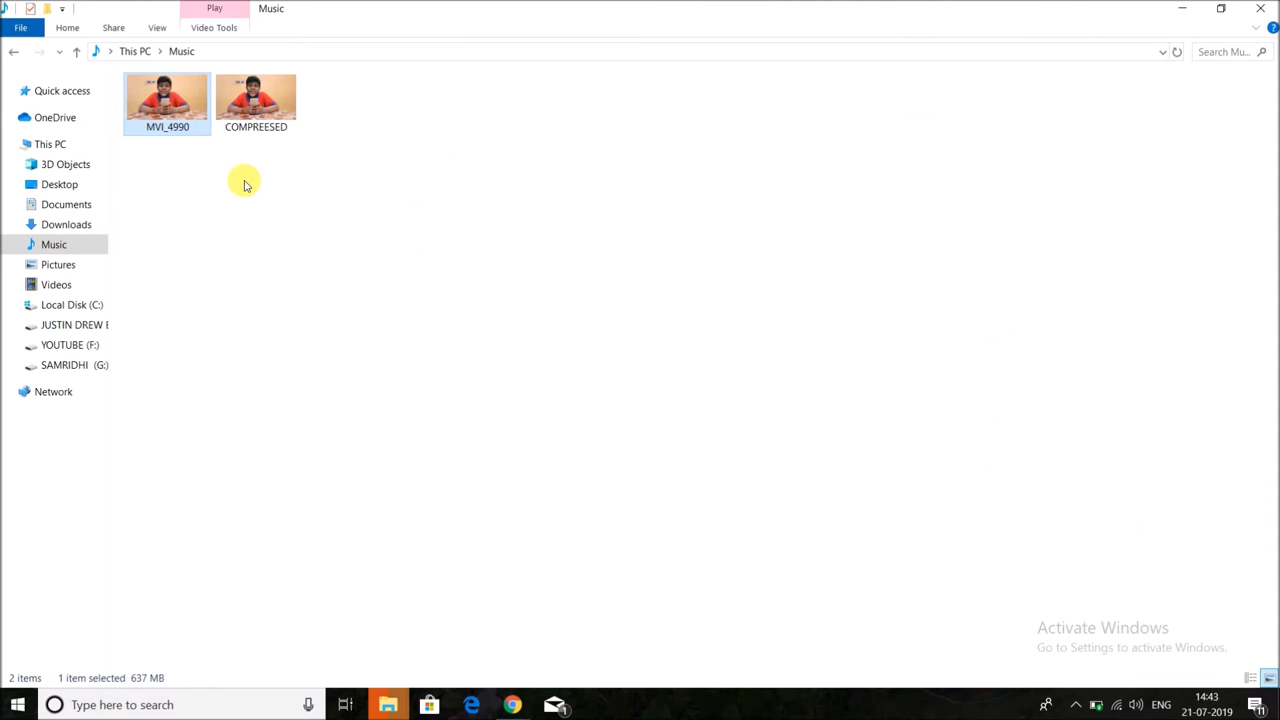 Play Music
File Home Share View Video Tools
This PC Music Search Mu...
Quick access
OneDrive
This PC
3D Objects
Desktop
Documents
Downloads
Music
Pictures
Videos
Local Disk (C:)
JUSTIN DREW E
YOUTUBE (F:)
SAMRIDHI (G:)
Network
MVI_4990 COMPREESED
Activate Windows
Go to Settings to activate Windows.
2 items 1 item selected 637 MB
Type here to search
1
ENG
14:43
21-07-2019
11